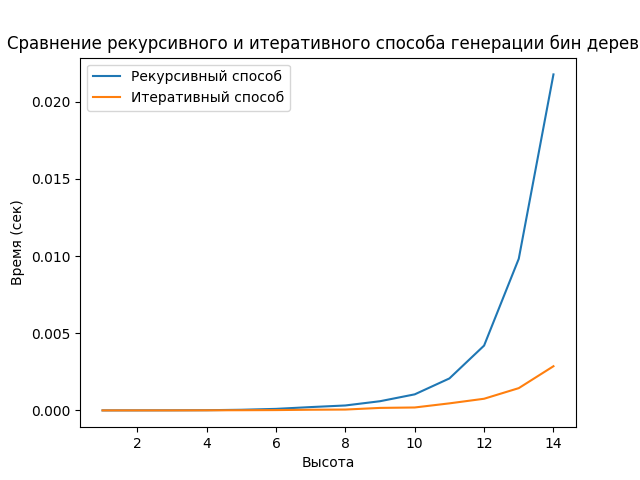 Сравнение рекурсивного и итеративного способа генерации бин дерев
Рекурсивный способ
Итеративный способ
0.020
0.015
0.010
0.005
0.000
Время (сек)
2 4 6 8 10 12 14
Высота